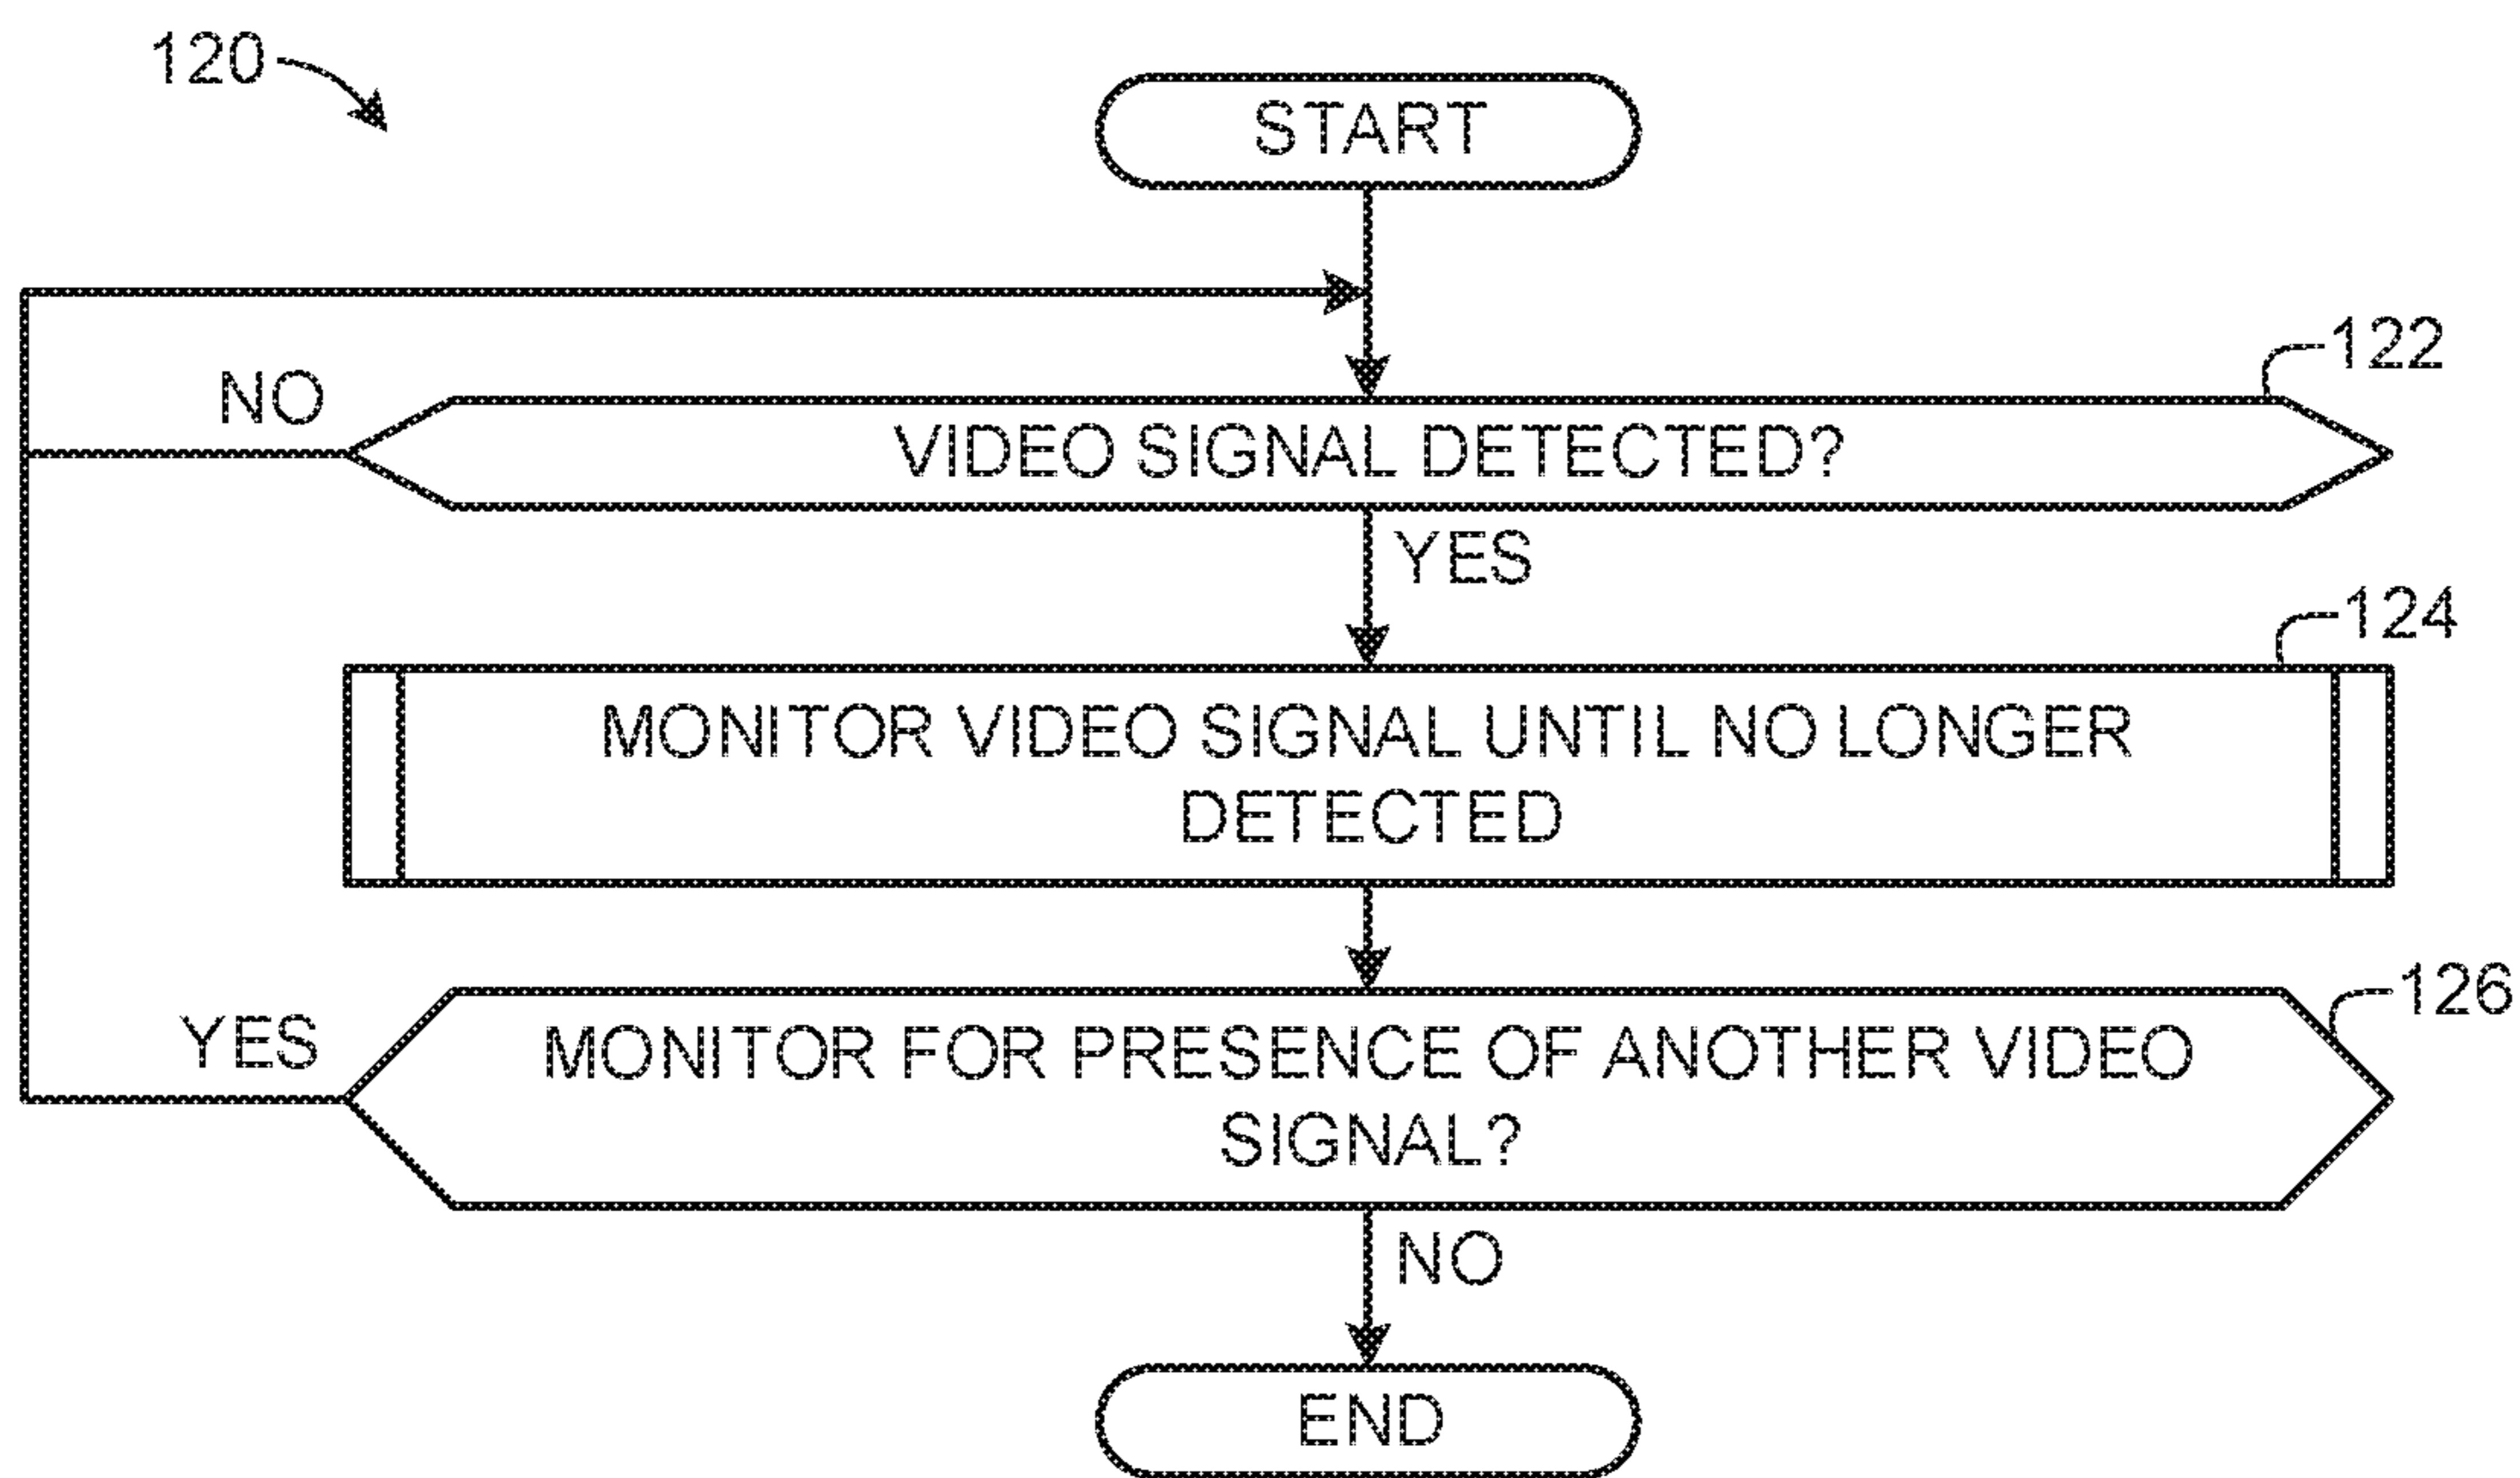 120
START
122
NO
VIDEO SIGNAL DETECTED?
YES
124
MONITOR VIDEO SIGNAL UNTIL NO LONGER
DETECTED
126
YES
MONITOR FOR PRESENCE OF ANOTHER VIDEO
SIGNAL?
NO
END